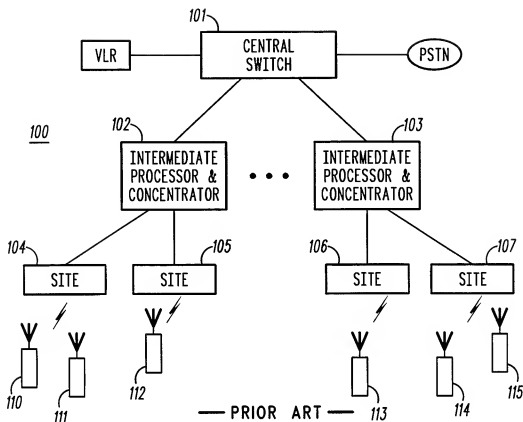 101
VLR
CENTRAL
SWITCH
PSTN
100
102
103
INTERMEDIATE
PROCESSOR &
CONCENTRATOR
• • •
INTERMEDIATE
PROCESSOR &
CONCENTRATOR
104
105
106
107
SITE
SITE
SITE
SITE
110
111
112
113
114
115
— PRIOR ART —